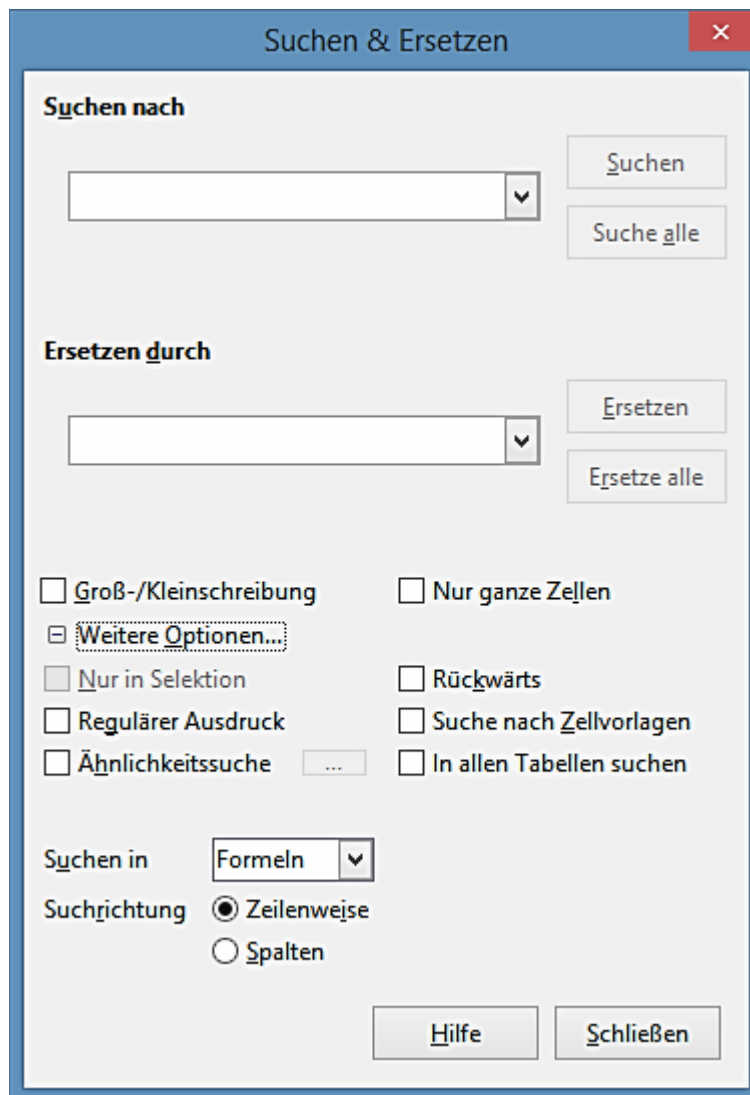 Suchen & Ersetzen
Suchen nach
Suchen
Suche alle
Ersetzen durch
Ersetzen
Ersetze alle
Groß-/Kleinschreibung Nur ganze Zellen
Weitere Optionen...
Nur in Selektion Rückwärts
Regulärer Ausdruck Suche nach Zellvorlagen
Ähnlichkeitssuche ... In allen Tabellen suchen
Suchen in Formeln
Suchrichtung Zeilenweise
Spalten
Hilfe Schließen